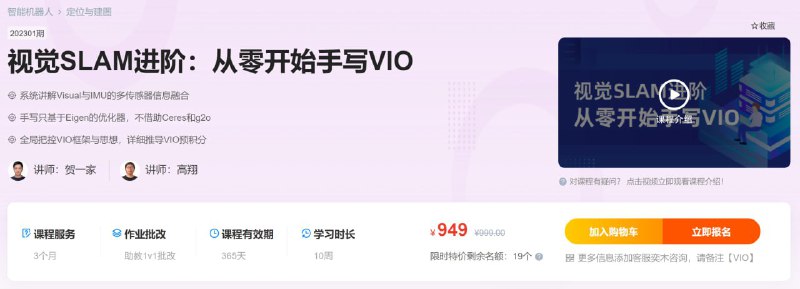 智能机器人 > 定位与建图
☆收藏
202301期
视觉SLAM进阶：从零开始手写VIO
系统讲解Visual与IMU的多传感器信息融合
手写只基于Eigen的优化器，不借助Ceres和g2o
全局把控VIO框架与思想，详细推导VIO预积分
讲师：贺一家
讲师：高翔
视觉SLAM进阶
从零开始手写VIO
课程介绍
对课程有疑问？ 点击视频立即观看课程介绍！
课程服务
3个月
作业批改
助教1v1批改
课程有效期
365天
学习时长
10周
¥949 ¥999.00
限时特价剩余名额：19个
加入购物车
立即报名
更多信息添加客服奕木咨询，请备注【VIO】